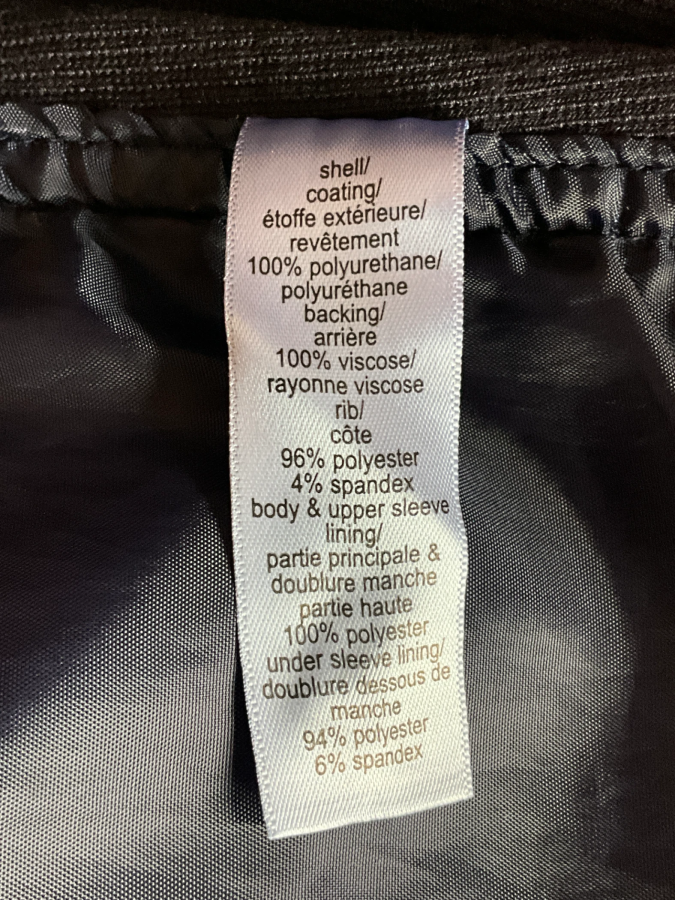 shell/
coating/
étoffe extérieure/
revêtement
100% polyurethane/
polyuréthane
backing/
arrière
100% viscose/
rayonne viscose
rib/
côte
96% polyester
4% spandex
body & upper sleeve
lining/
partie principale &
doublure manche
partie haute
100% polyester
under sleeve lining/
doublure dessous de
manche
94% polyester
6% spandex